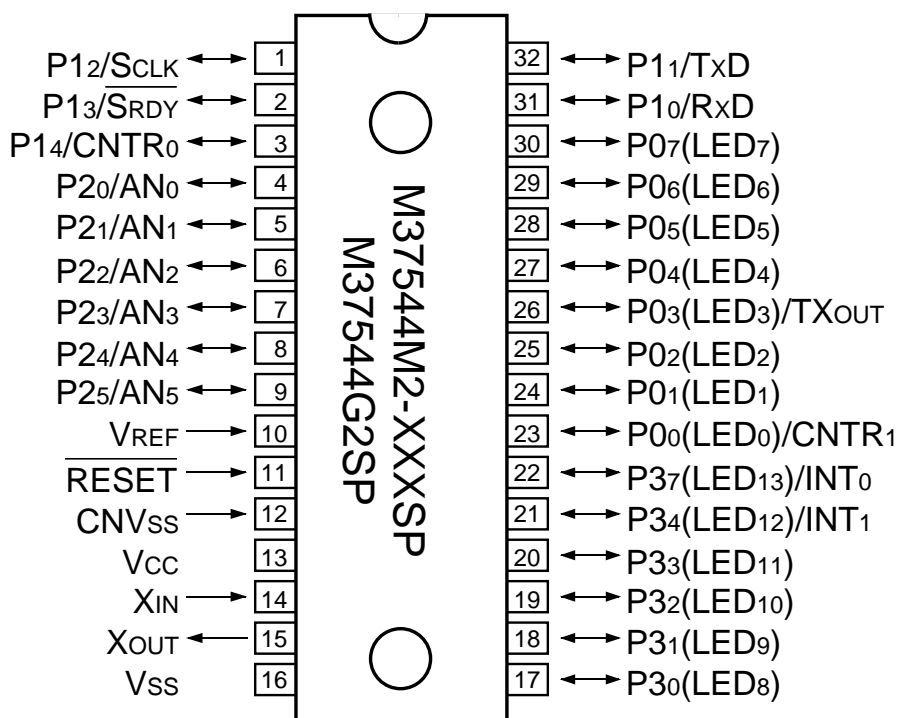 P12/SCLK 1
P13/SRDY 2
P14/CNTR0 3
P20/AN0 4
P21/AN1 5
P22/AN2 6
P23/AN3 7
P24/AN4 8
P25/AN5 9
VREF 10
RESET 11
CNVSS 12
VCC 13
XIN 14
XOUT 15
VSS 16
M37544M2-XXXSP
M37544G2SP
32 P11/TXD
31 P10/RXD
30 P07(LED7)
29 P06(LED6)
28 P05(LED5)
27 P04(LED4)
26 P03(LED3)/TXOUT
25 P02(LED2)
24 P01(LED1)
23 P00(LED0)/CNTR1
22 P37(LED13)/INT0
21 P34(LED12)/INT1
20 P33(LED11)
19 P32(LED10)
18 P31(LED9)
17 P30(LED8)